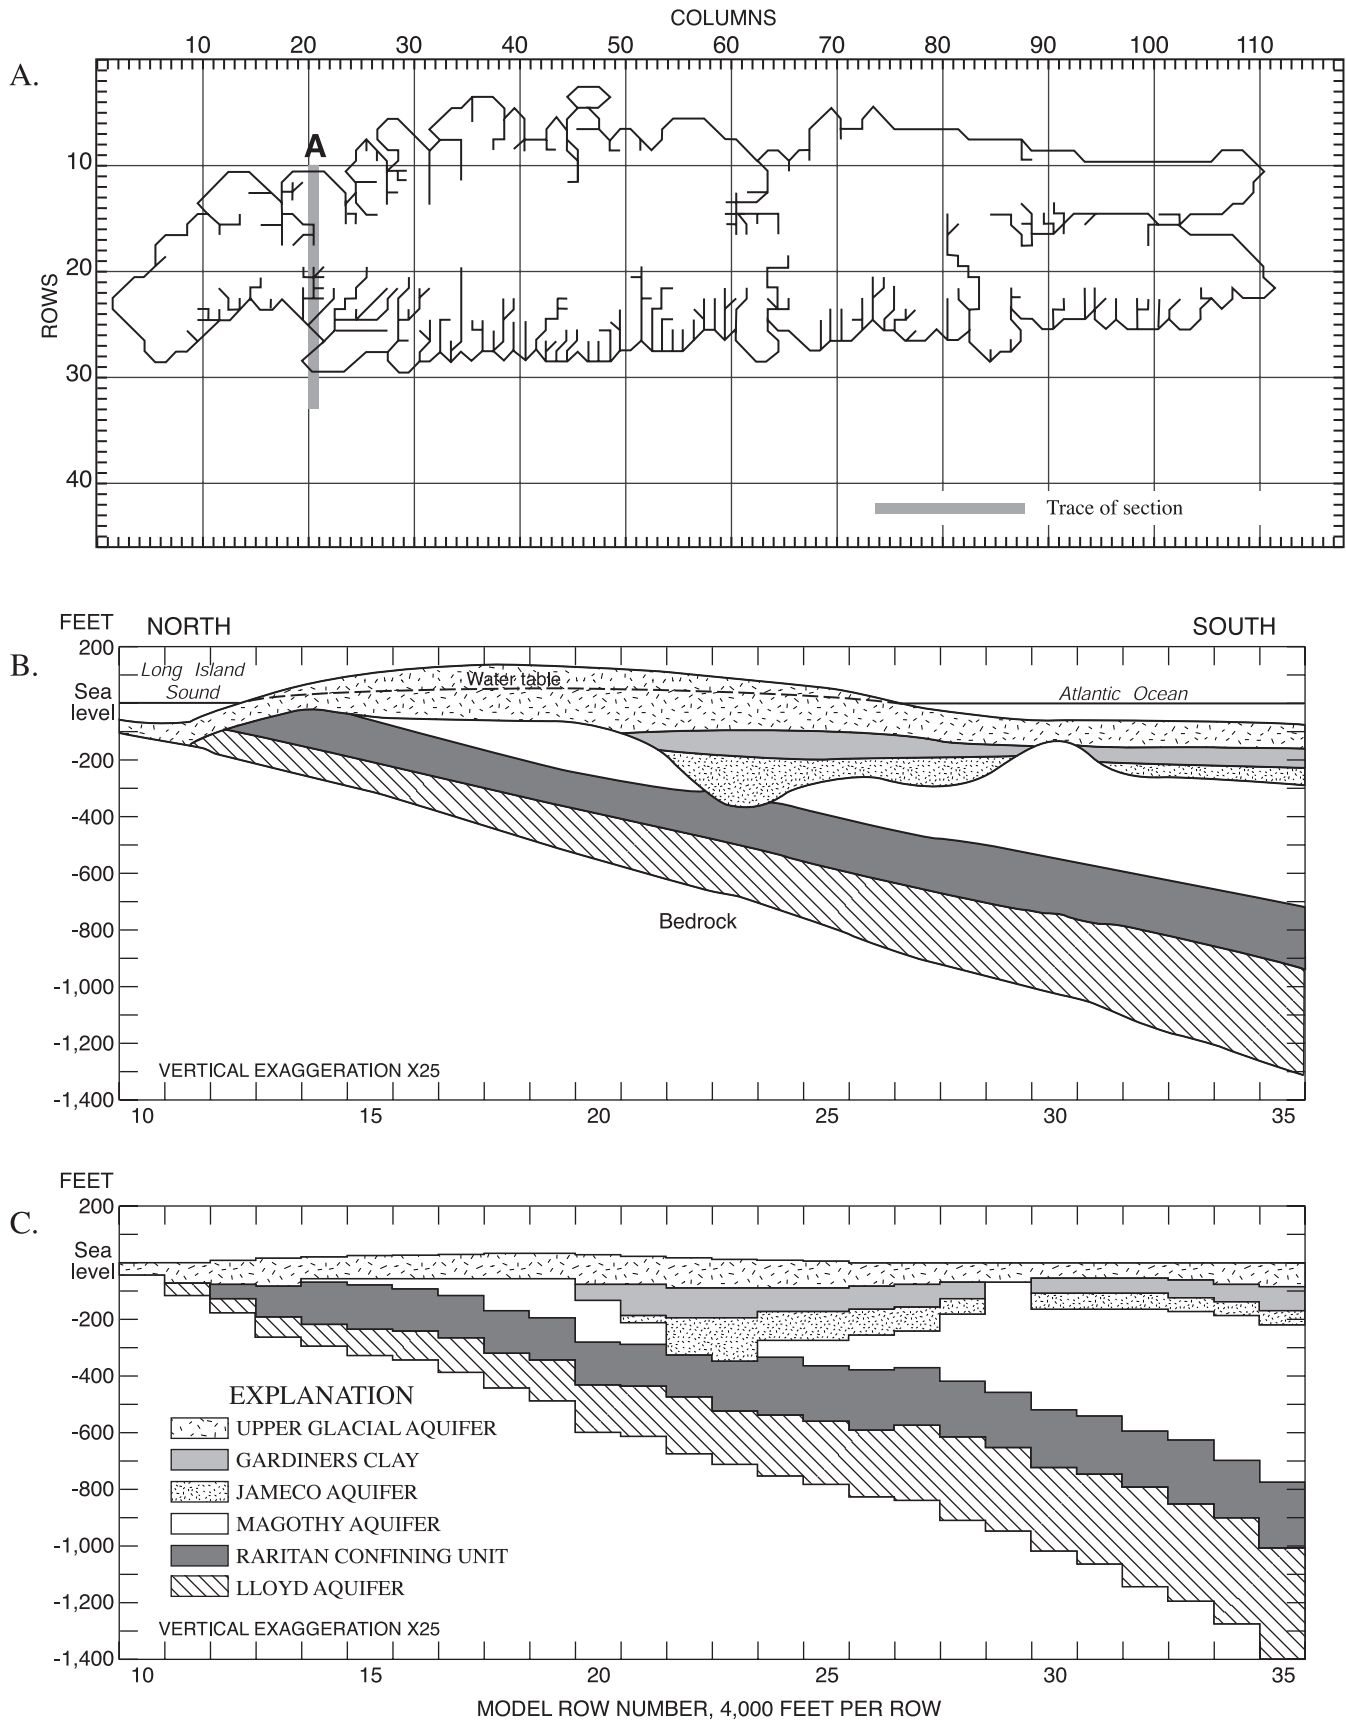 COLUMNS
10 20 30 40 50 60 70 80 90 100 110
A.
A
10
20
30
40
ROWS
Trace of section
FEET
NORTH
SOUTH
B.
200
Long Island
Sound
Water table
Atlantic Ocean
Sea
level
-200
-400
-600
-800
-1,000
-1,200
-1,400
Bedrock
VERTICAL EXAGGERATION X25
10 15 20 25 30 35
FEET
C.
200
Sea
level
-200
-400
-600
-800
-1,000
-1,200
-1,400
EXPLANATION
UPPER GLACIAL AQUIFER
GARDINERS CLAY
JAMECO AQUIFER
MAGOTHY AQUIFER
RARITAN CONFINING UNIT
LLOYD AQUIFER
VERTICAL EXAGGERATION X25
10 15 20 25 30 35
MODEL ROW NUMBER, 4,000 FEET PER ROW